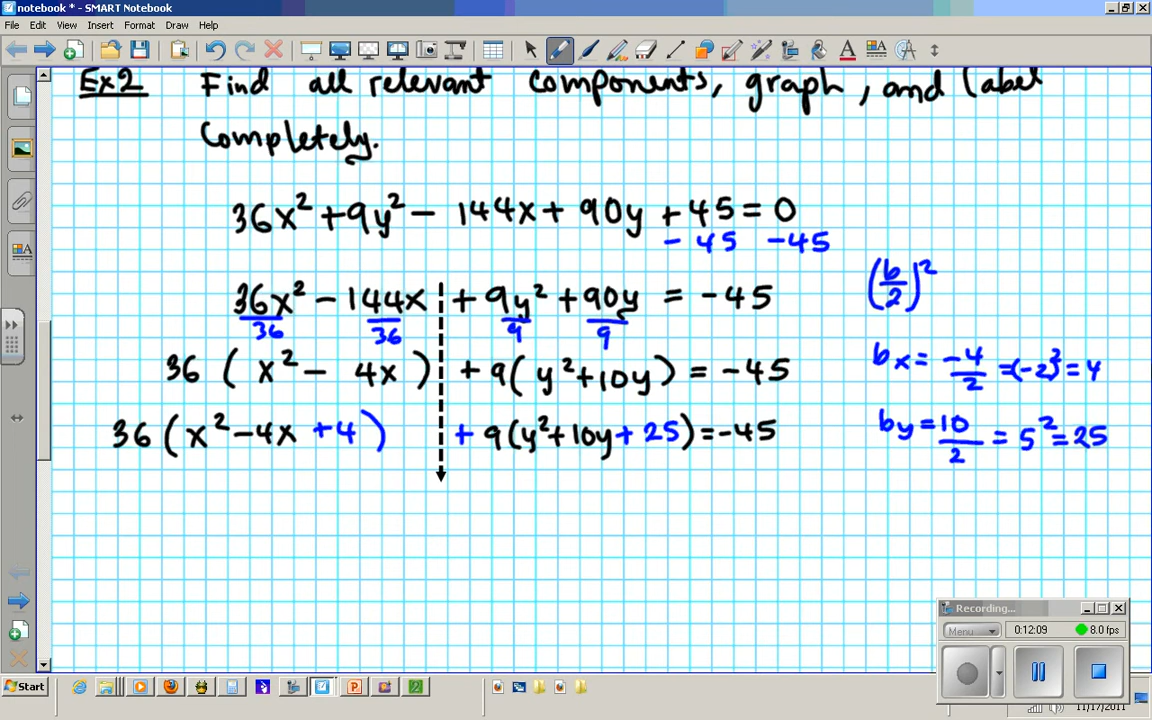 notebook * - SMART Notebook
File Edit View Insert Format Draw Help
Ex2 Find all relevant components, graph, and label
Completely.
36x² + 9y² - 144x + 90y + 45 = 0
- 45 -45
36x² - 144x + 9y² + 90y = -45
36 36 9 9
(b/2)²
36 ( x² - 4x ) + 9( y² + 10y ) = -45
bx = -4/2 = (-2)² = 4
36 ( x² - 4x + 4 ) + 9( y² + 10y + 25 ) = -45
by = 10/2 = 5² = 25
Recording...
Menu 0:12:09 8.0 fps
Start
11/17/2011